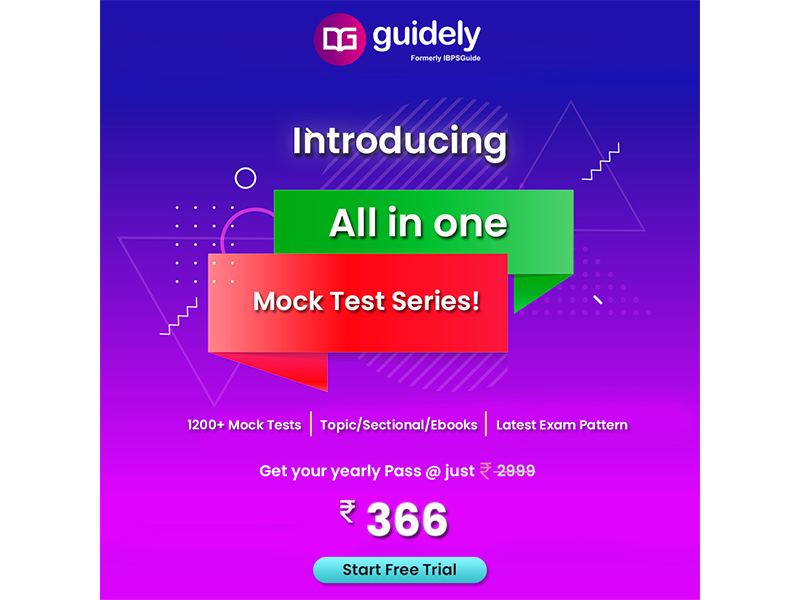 guidely
Formerly IBPSGuide
Introducing
All in one
Mock Test Series!
1200+ Mock Tests | Topic/Sectional/Ebooks | Latest Exam Pattern
Get your yearly Pass @ just ₹ 2999
₹ 366
Start Free Trial